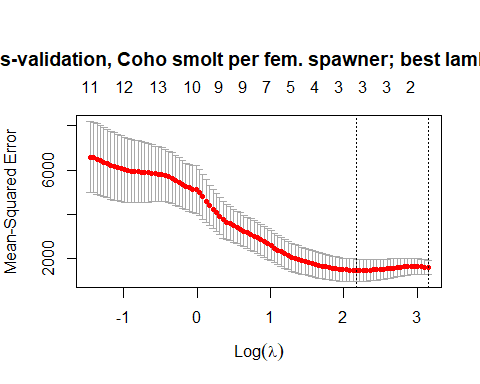 s-validation, Coho smolt per fem. spawner; best laml
11 12 13 10 9 9 7 5 4 3 3 3 2
Mean-Squared Error
6000
2000
-1 0 1 2 3
Log(λ)